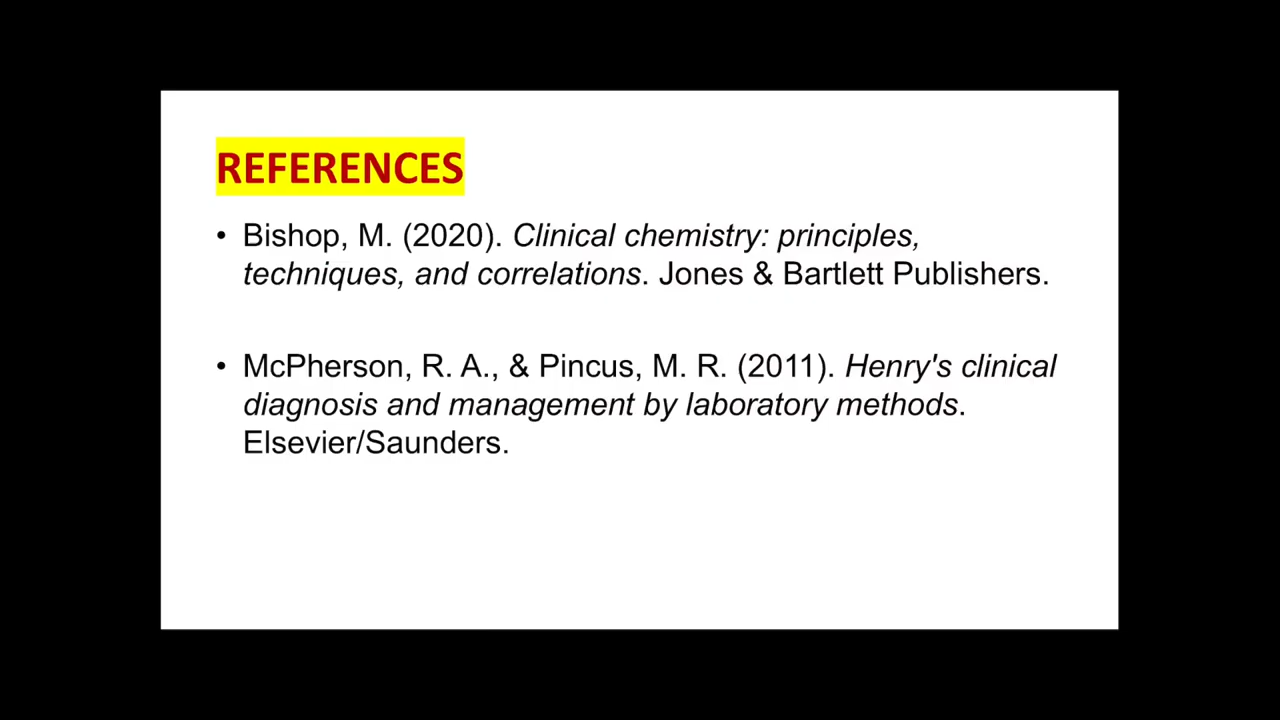 REFERENCES
• Bishop, M. (2020). Clinical chemistry: principles,
techniques, and correlations. Jones & Bartlett Publishers.
• McPherson, R. A., & Pincus, M. R. (2011). Henry's clinical
diagnosis and management by laboratory methods.
Elsevier/Saunders.